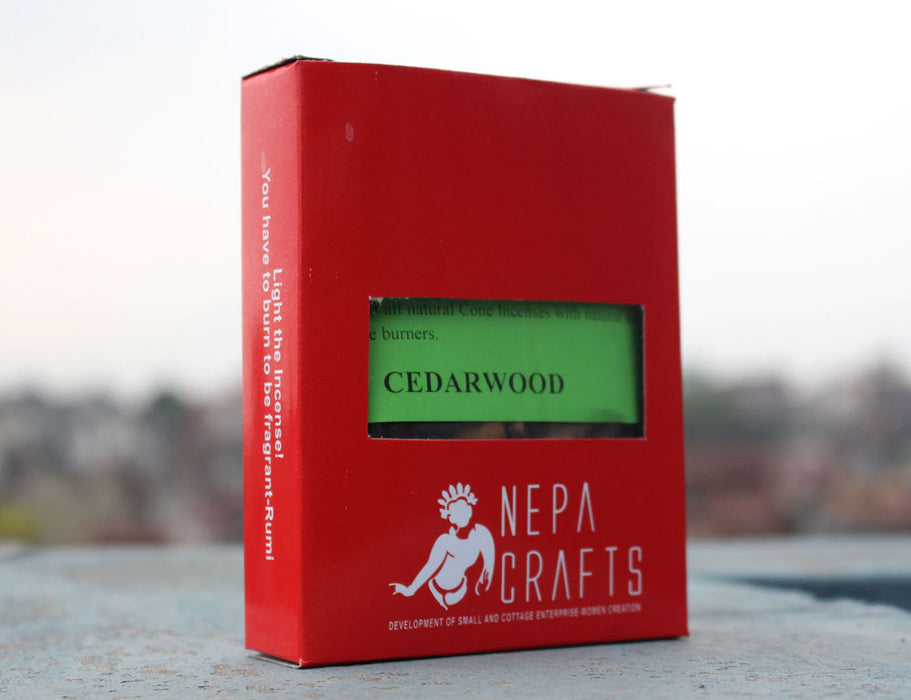 Light the Incense!
You have to burn to be fragrant-Rumi
all natural Cone Incenses with natural
e burners.
CEDARWOOD
NEPA
CRAFTS
DEVELOPMENT OF SMALL AND COTTAGE ENTERPRISE-WOMEN CREATION